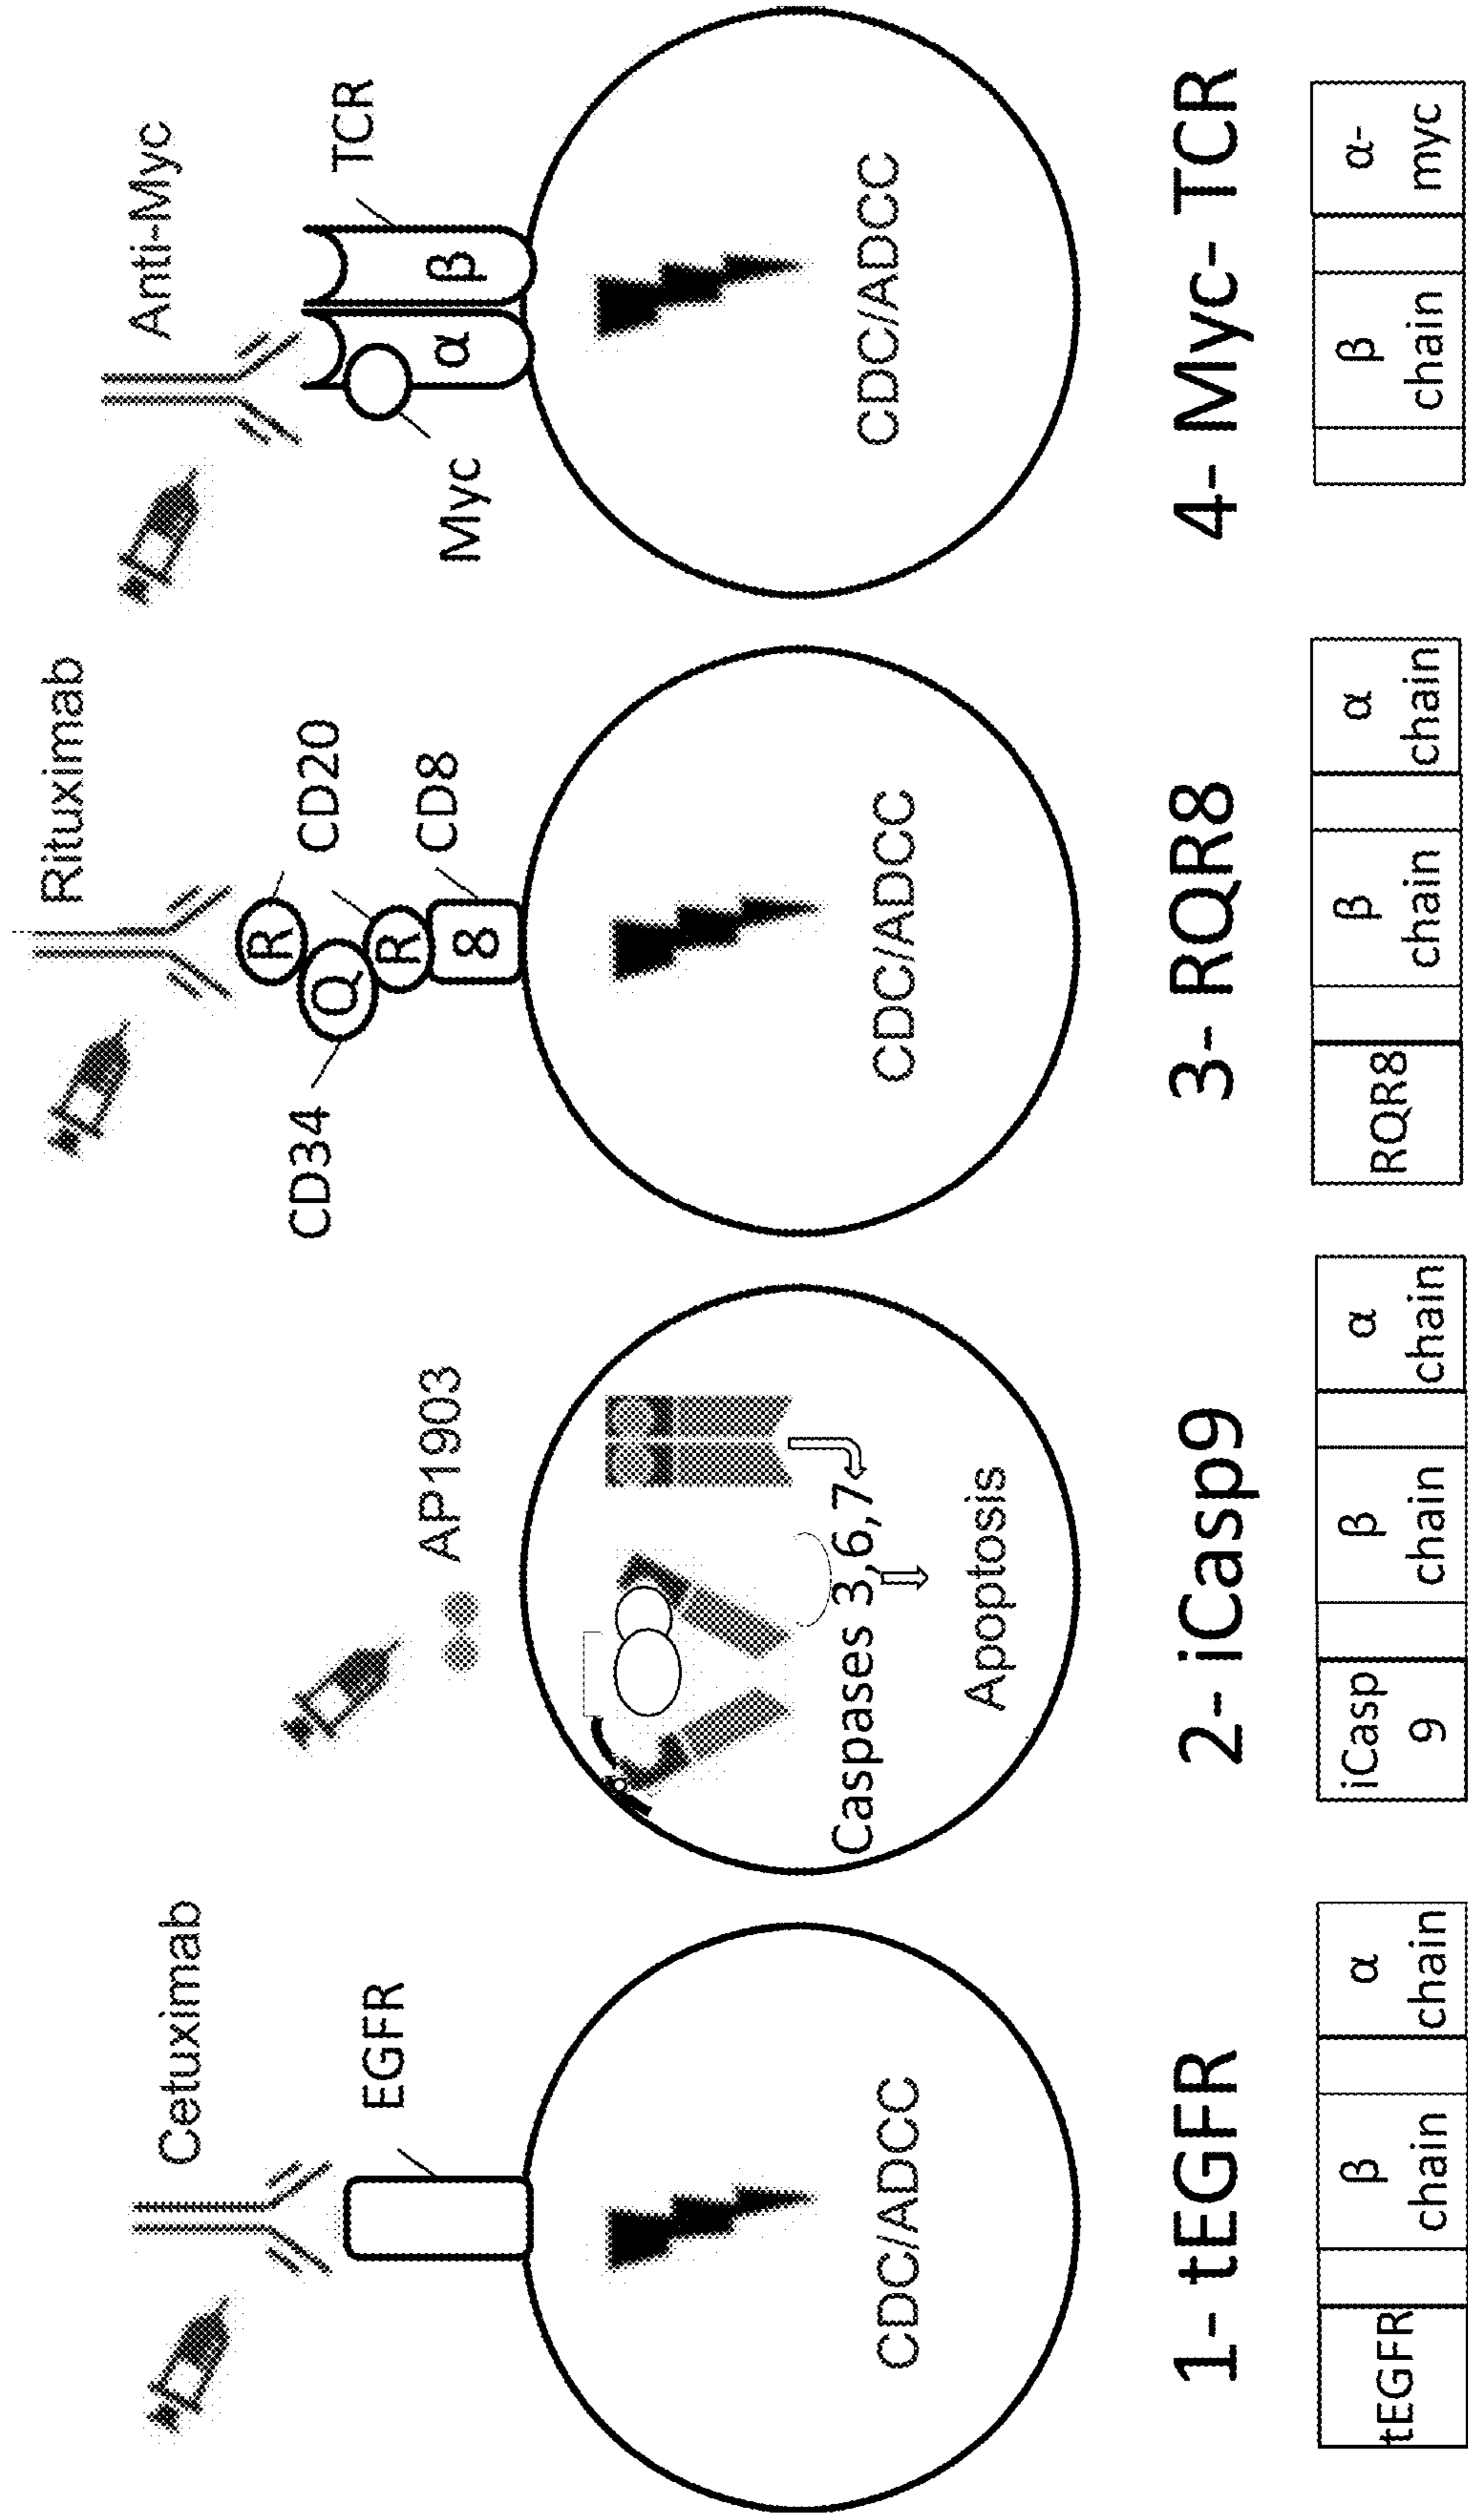 Cetuximab
EGFR
CDC/ADCC
1- tEGFR
tEGFR
β
chain
α
chain
AP1903
Caspases 3,6,7
Apoptosis
2- iCasp9
iCasp
9
β
chain
α
chain
Rituximab
CD34
CD20
CD8
R
Q
R
8
CDC/ADCC
3- RQR8
RQR8
β
chain
α
chain
Anti-Myc
Myc
TCR
α
β
CDC/ADCC
4- Myc- TCR
β
chain
α-
myc